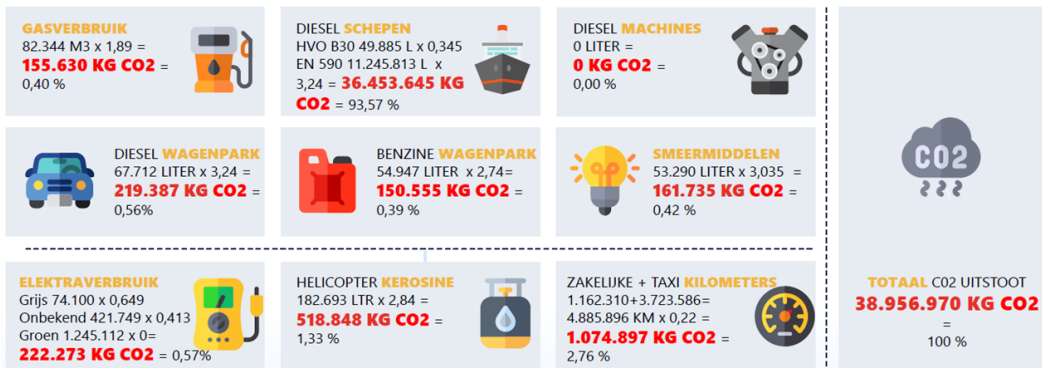 GASVERBRUIK
82.344 M3 x 1,89 =
155.630 KG CO2 =
0,40 %
DIESEL SCHEPEN
HVO B30 49.885 L x 0,345
EN 590 11.245.813 L x
3,24 = 36.453.645 KG
CO2 = 93,57 %
DIESEL MACHINES
0 LITER =
0 KG CO2 =
0,00 %
DIESEL WAGENPARK
67.712 LITER x 3,24 =
219.387 KG CO2 =
0,56%
BENZINE WAGENPARK
54.947 LITER x 2,74=
150.555 KG CO2 =
0,39 %
SMEERMIDDELEN
53.290 LITER x 3,035 =
161.735 KG CO2 =
0,42 %
ELEKTRAVERBUIK
Grijs 74.100 x 0,649
Onbekend 421.749 x 0,413
Groen 1.245.112 x 0=
222.273 KG CO2 = 0,57%
HELICOPTER KEROSINE
182.693 LTR x 2,84 =
518.848 KG CO2 =
1,33 %
ZAKELIJKE + TAXI KILOMETERS
1.162.310+3.723.586=
4.885.896 KM x 0,22 =
1.074.897 KG CO2 =
2,76 %
CO2
TOTAAL C02 UITSTOOT
38.956.970 KG CO2
=
100 %